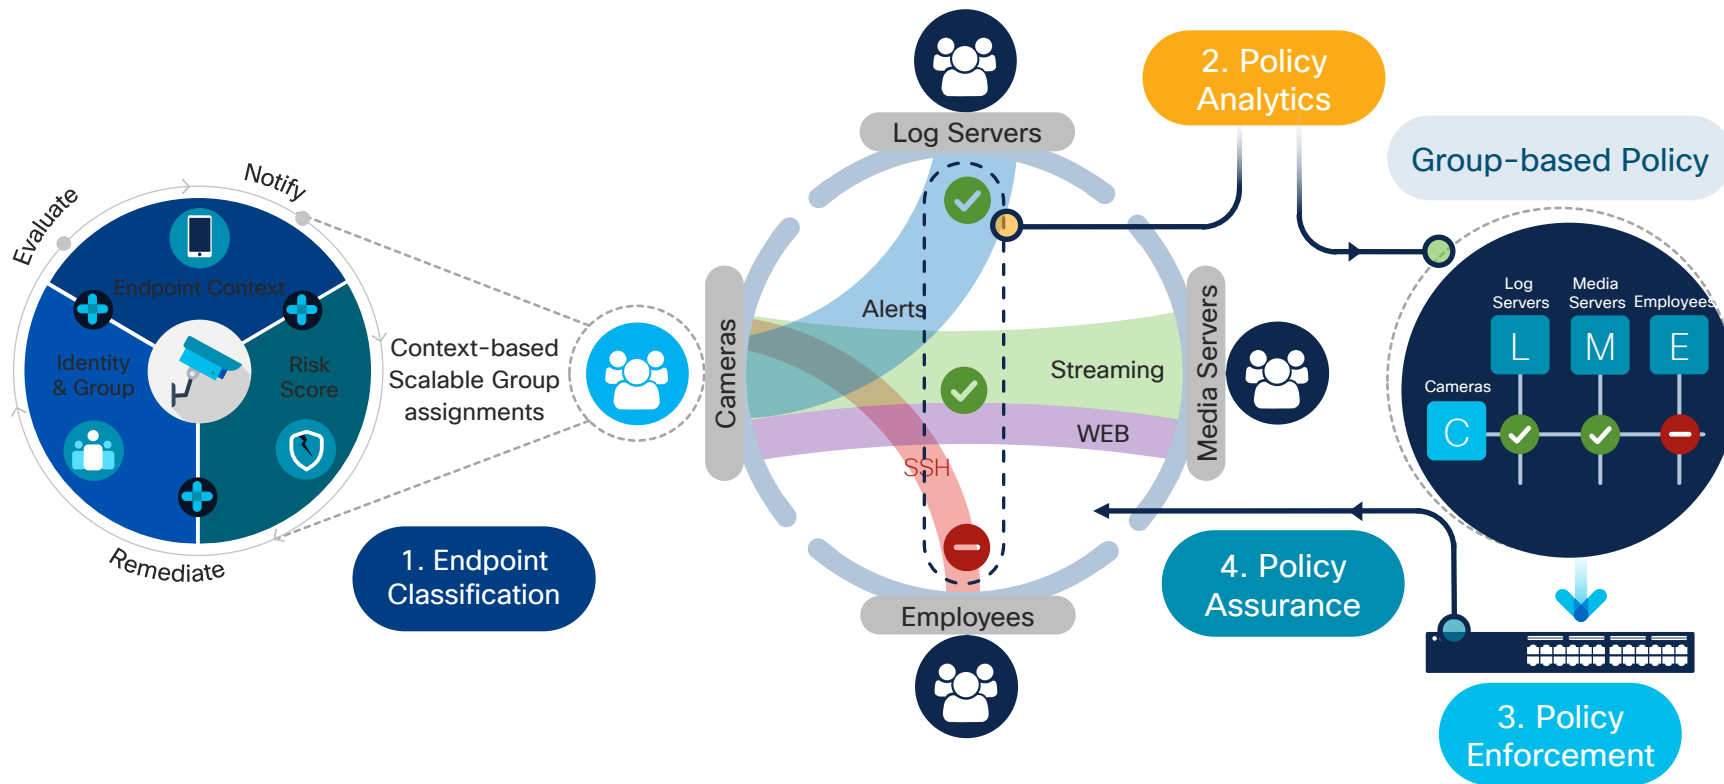 Evaluate
Notify
Endpoint Context
Identity
& Group
Risk
Score
Remediate
Context-based
Scalable Group
assignments
1. Endpoint
Classification
Log Servers
Cameras
Alerts
Streaming
WEB
SSH
Media Servers
Employees
2. Policy
Analytics
Group-based Policy
Log
Servers
Media
Servers
Employees
L
M
E
Cameras
C
4. Policy
Assurance
3. Policy
Enforcement